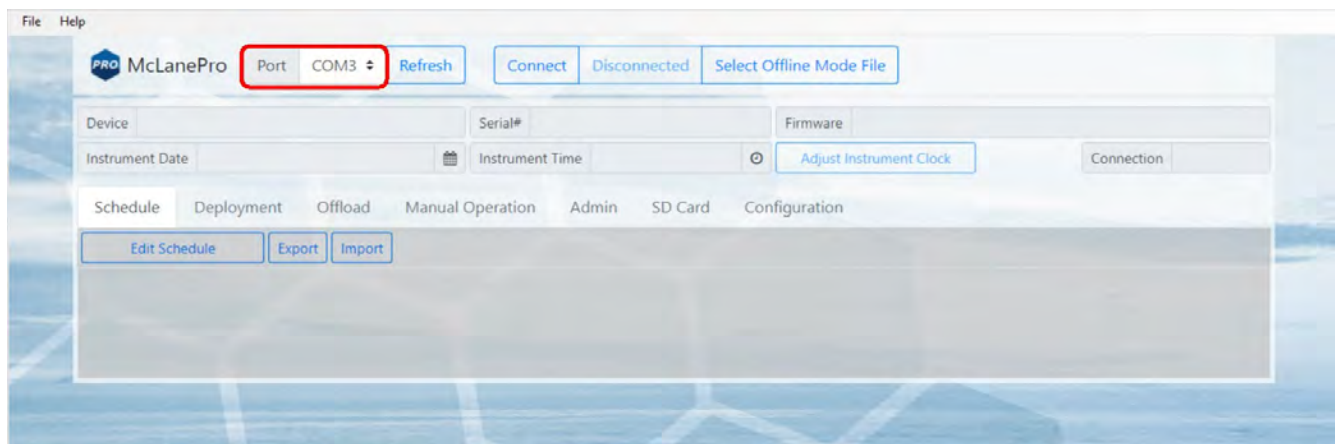 File Help
PRO McLanePro Port COM3 Refresh Connect Disconnected Select Offline Mode File
Device Serial# Firmware
Instrument Date Instrument Time Adjust Instrument Clock Connection
Schedule Deployment Offload Manual Operation Admin SD Card Configuration
Edit Schedule Export Import